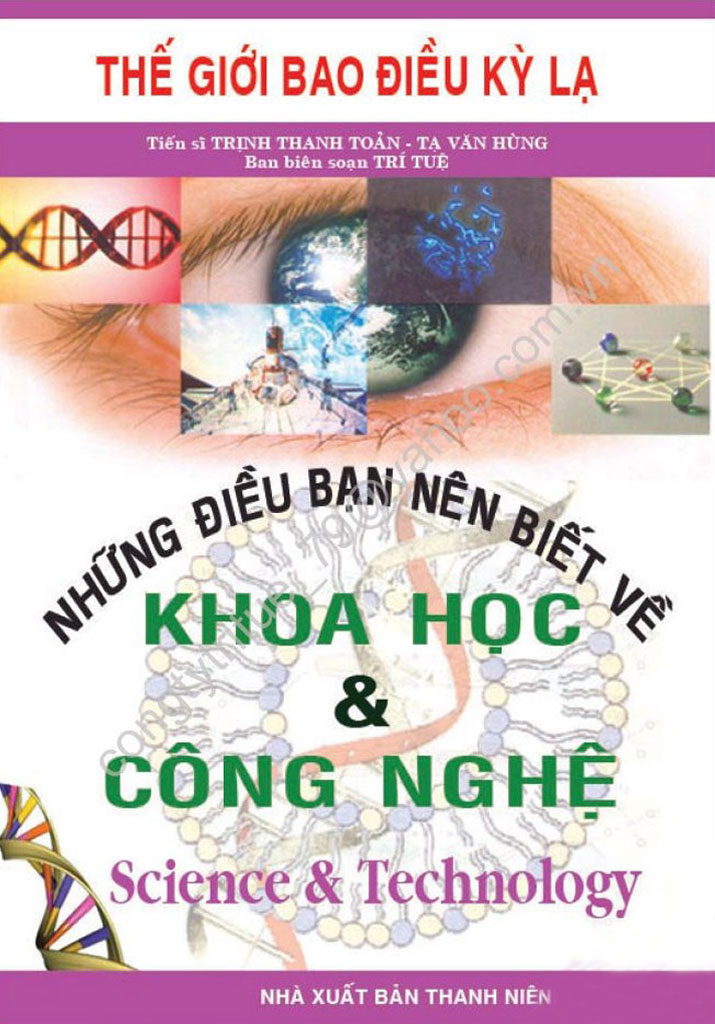 THẾ GIỚI BAO ĐIỀU KỲ LẠ
Tiến sĩ TRỊNH THANH TOẢN - TẠ VĂN HÙNG
Ban biên soạn TRÍ TUỆ
NHỮNG ĐIỀU BẠN NÊN BIẾT VỀ
KHOA HỌC
&
CÔNG NGHỆ
Science & Technology
NHÀ XUẤT BẢN THANH NIÊN